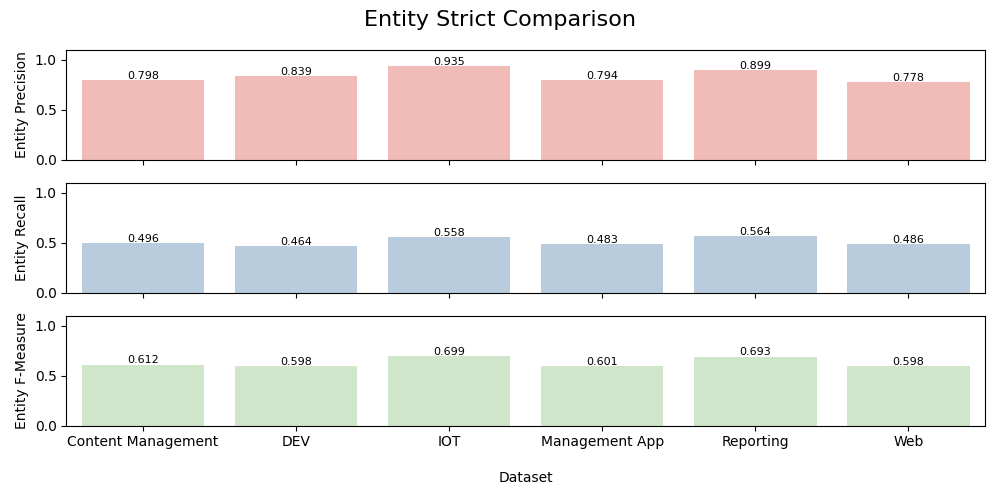 Entity Strict Comparison
Entity Precision
1.0
0.5
0.0
0.798
0.839
0.935
0.794
0.899
0.778
Entity Recall
1.0
0.5
0.0
0.496
0.464
0.558
0.483
0.564
0.486
Entity F-Measure
1.0
0.5
0.0
0.612
0.598
0.699
0.601
0.693
0.598
Content Management
DEV
IOT
Management App
Reporting
Web
Dataset